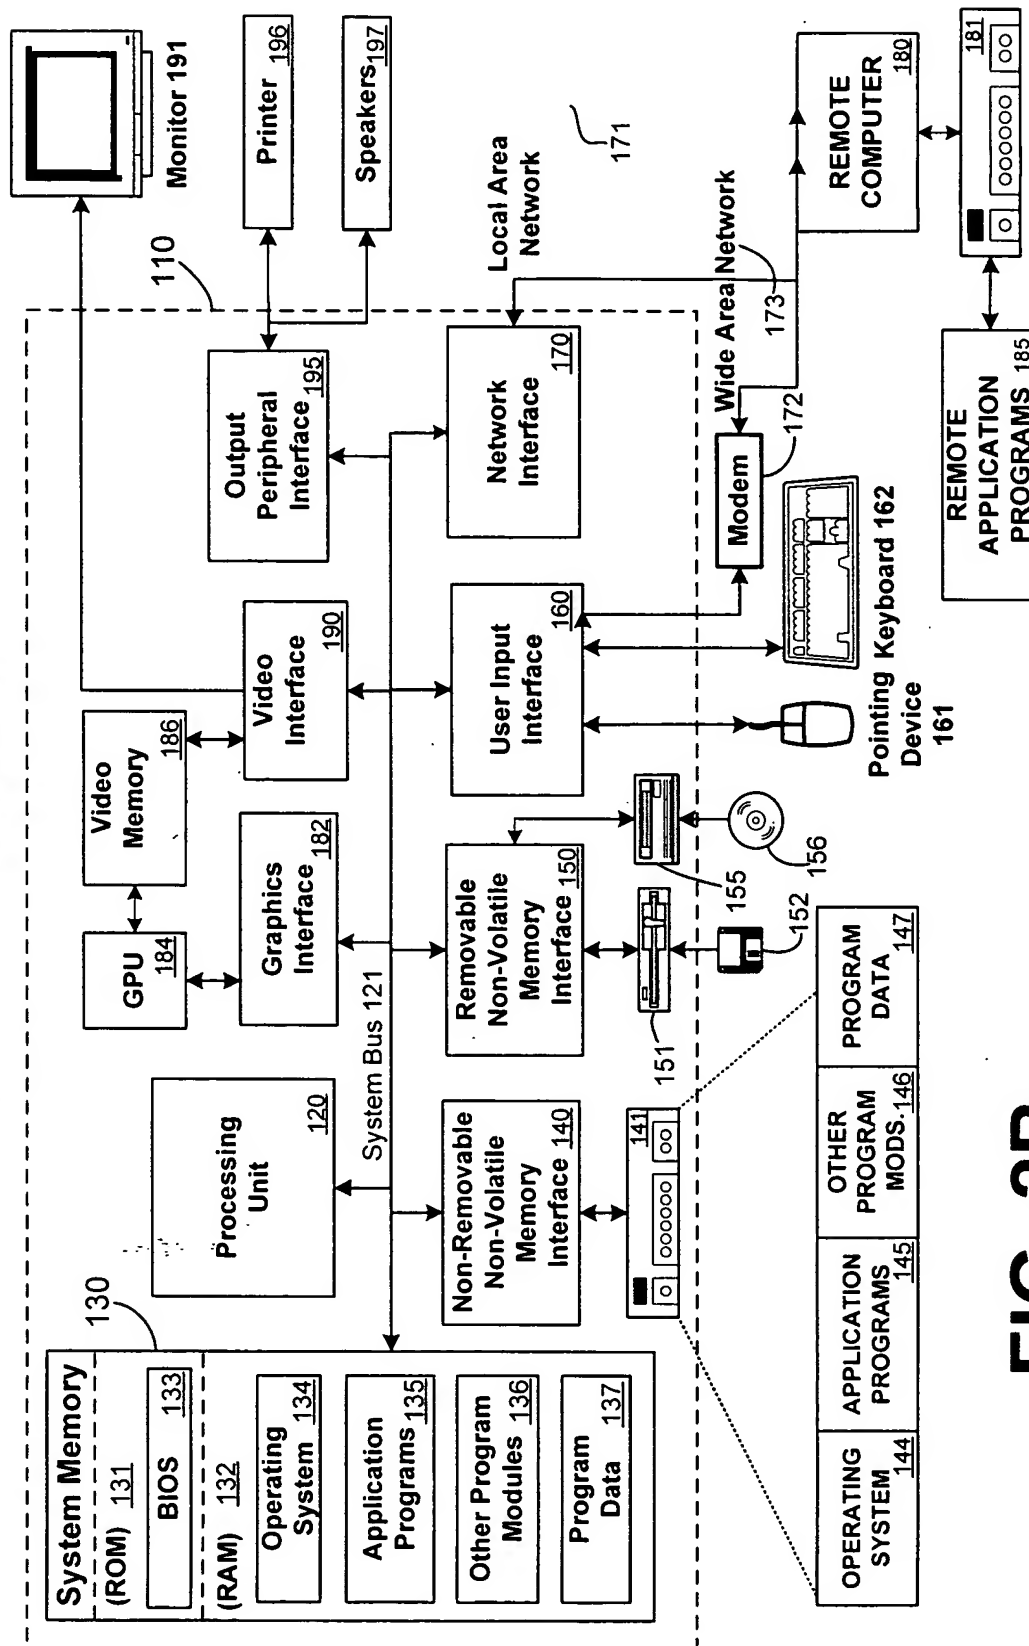 System Memory
130
(ROM) 131
BIOS 133
(RAM) 132
Operating
System 134
Application
Programs 135
Other Program
Modules 136
Program
Data 137
Processing
Unit
120
System Bus 121
GPU
184
Video
Memory
186
Graphics
Interface 182
Video
Interface
190
Output
Peripheral
Interface 195
110
Monitor 191
Printer
196
Speakers 197
Non-Removable
Non-Volatile
Memory
Interface 140
Removable
Non-Volatile
Memory
Interface 150
User Input
Interface
160
Network
Interface
170
Local Area
Network
171
141
151
152
155
156
Pointing
Device
161
Keyboard 162
Modem
172
Wide Area Network
173
REMOTE
COMPUTER
180
181
REMOTE
APPLICATION
PROGRAMS 185
OPERATING
SYSTEM 144
APPLICATION
PROGRAMS 145
OTHER
PROGRAM
MODS. 146
PROGRAM
DATA 147